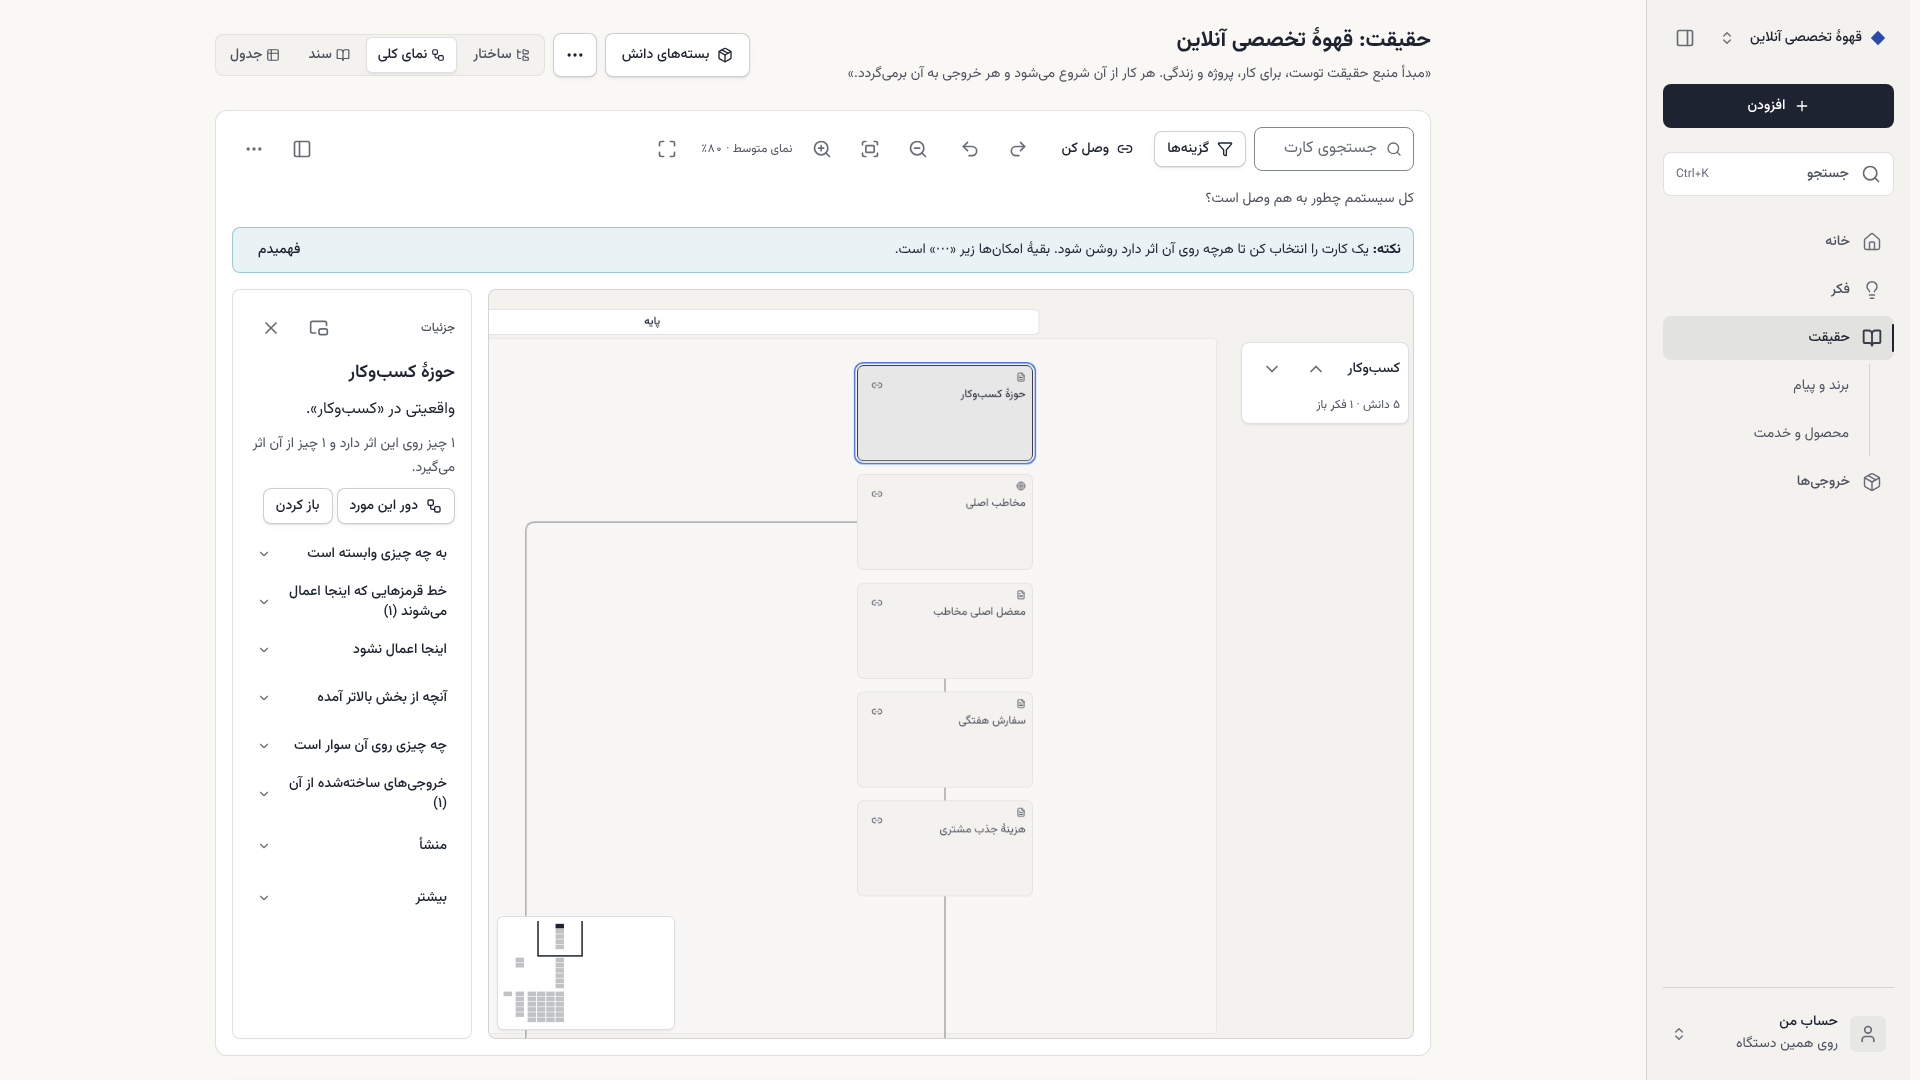 قهوهٔ تخصصی آنلاین
افزودن
جستجو
Ctrl+K
خانه
فکر
حقیقت
برند و پیام
محصول و خدمت
خروجی‌ها
حساب من
روی همین دستگاه
حقیقت: قهوهٔ تخصصی آنلاین
«مبدأ منبع حقیقت توست، برای کار، پروژه و زندگی. هر کار از آن شروع می‌شود و هر خروجی به آن برمی‌گردد.»
بسته‌های دانش
ساختار
نمای کلی
سند
جدول
جستجوی کارت
گزینه‌ها
وصل کن
نمای متوسط · ۸۰٪
کل سیستمم چطور به هم وصل است؟
نکته: یک کارت را انتخاب کن تا هرچه روی آن اثر دارد روشن شود. بقیهٔ امکان‌ها زیر «⋯» است.
فهمیدم
پایه
کسب‌وکار
۵ دانش · ۱ فکر باز
حوزهٔ کسب‌وکار
مخاطب اصلی
معضل اصلی مخاطب
سفارش هفتگی
هزینهٔ جذب مشتری
جزئیات
حوزهٔ کسب‌وکار
واقعیتی در «کسب‌وکار».
۱ چیز روی این اثر دارد و ۱ چیز از آن اثر
می‌گیرد.
دور این مورد
باز کردن
به چه چیزی وابسته است
خط قرمزهایی که اینجا اعمال
می‌شوند (۱)
اینجا اعمال نشود
آنچه از بخش بالاتر آمده
چه چیزی روی آن سوار است
خروجی‌های ساخته‌شده از آن
(۱)
منشأ
بیشتر